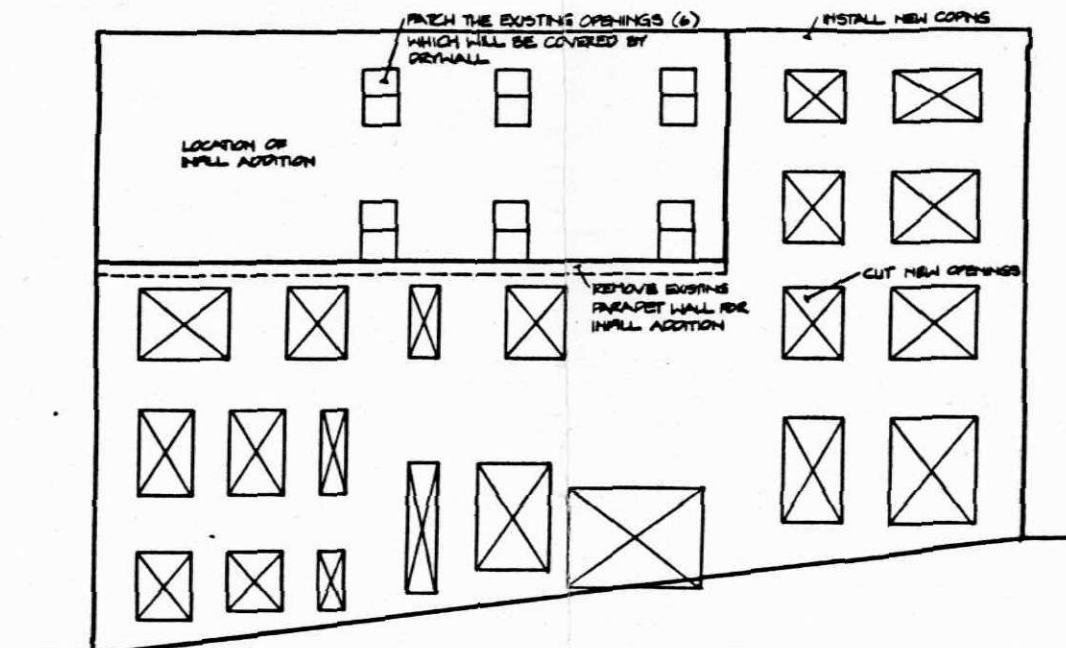 PATCH THE EXISTING OPENINGS (6)
WHICH WILL BE COVERED BY
DRYWALL
INSTALL NEW COPNG
LOCATION OF
INFILL ADDITION
CUT NEW OPENINGS
REMOVE EXISTING
PARAPET WALL FOR
INFILL ADDITION